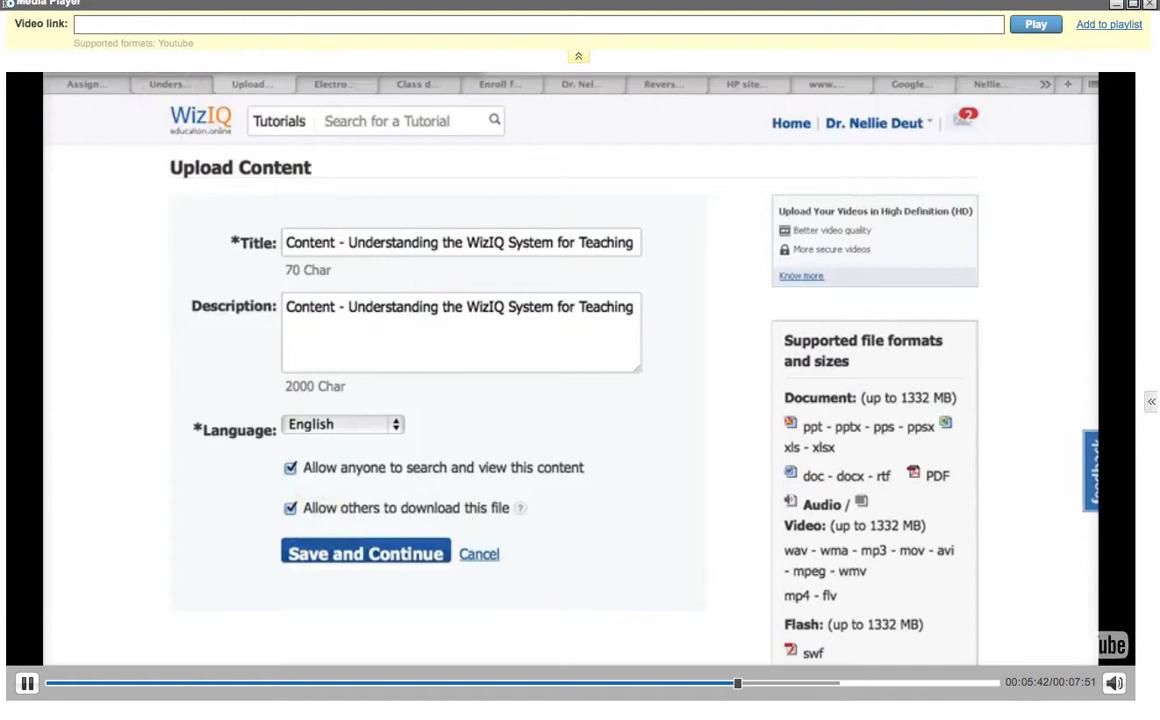 Media Player
Video link:
Play
Add to playlist
Supported formats: Youtube
Assign... Unders... Upload... Electro... Class d... Enroll f... Dr. Nel... Revers... HP site... www.... Google... Nellie...
WizIQ
education.online
Tutorials Search for a Tutorial
Home | Dr. Nellie Deut | 2
Upload Content
*Title: Content - Understanding the WizIQ System for Teaching
70 Char
Description: Content - Understanding the WizIQ System for Teaching
2000 Char
*Language: English
Allow anyone to search and view this content
Allow others to download this file ?
Save and Continue Cancel
Upload Your Videos in High Definition (HD)
Better video quality
More secure videos
Know more
Supported file formats
and sizes
Document: (up to 1332 MB)
ppt - pptx - pps - ppsx
xls - xlsx
doc - docx - rtf PDF
Audio /
Video: (up to 1332 MB)
wav - wma - mp3 - mov - avi
- mpeg - wmv
mp4 - flv
Flash: (up to 1332 MB)
swf
feedback
ube
00:05:42/00:07:51